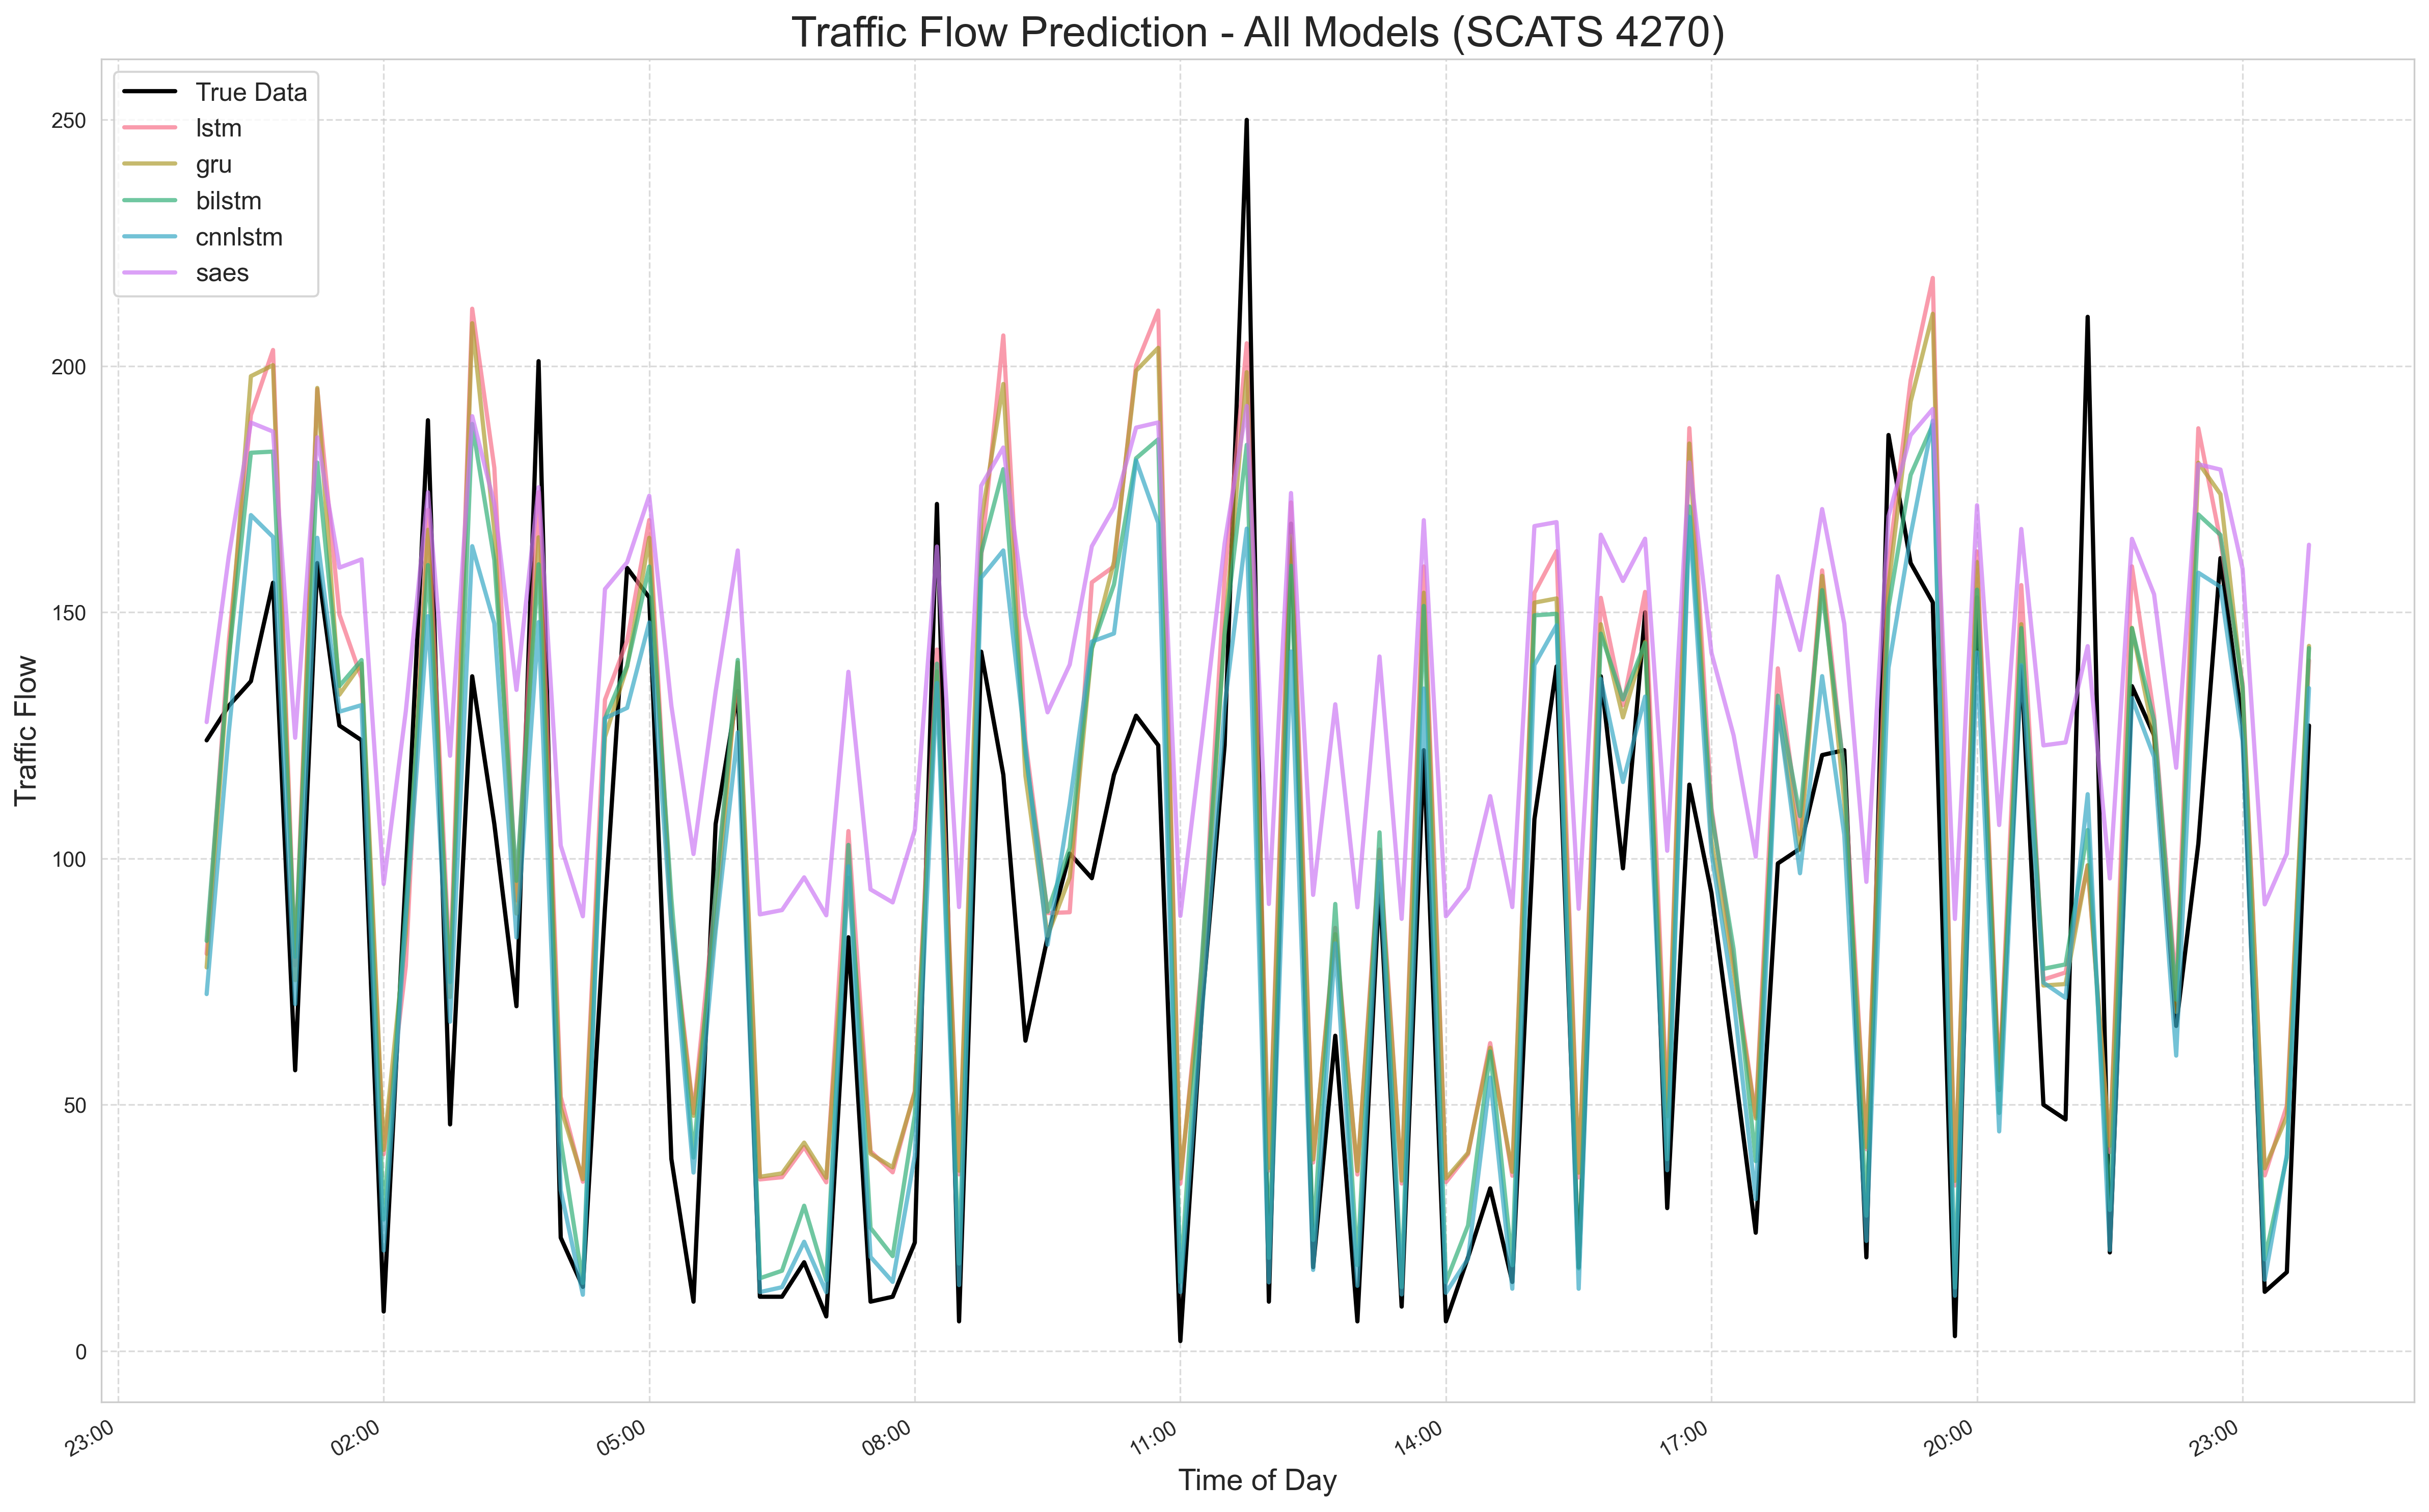 Traffic Flow Prediction - All Models (SCATS 4270)
True Data
lstm
gru
bilstm
cnnlstm
saes
Traffic Flow
250
200
150
100
50
0
23:00
02:00
05:00
08:00
11:00
14:00
17:00
20:00
23:00
Time of Day